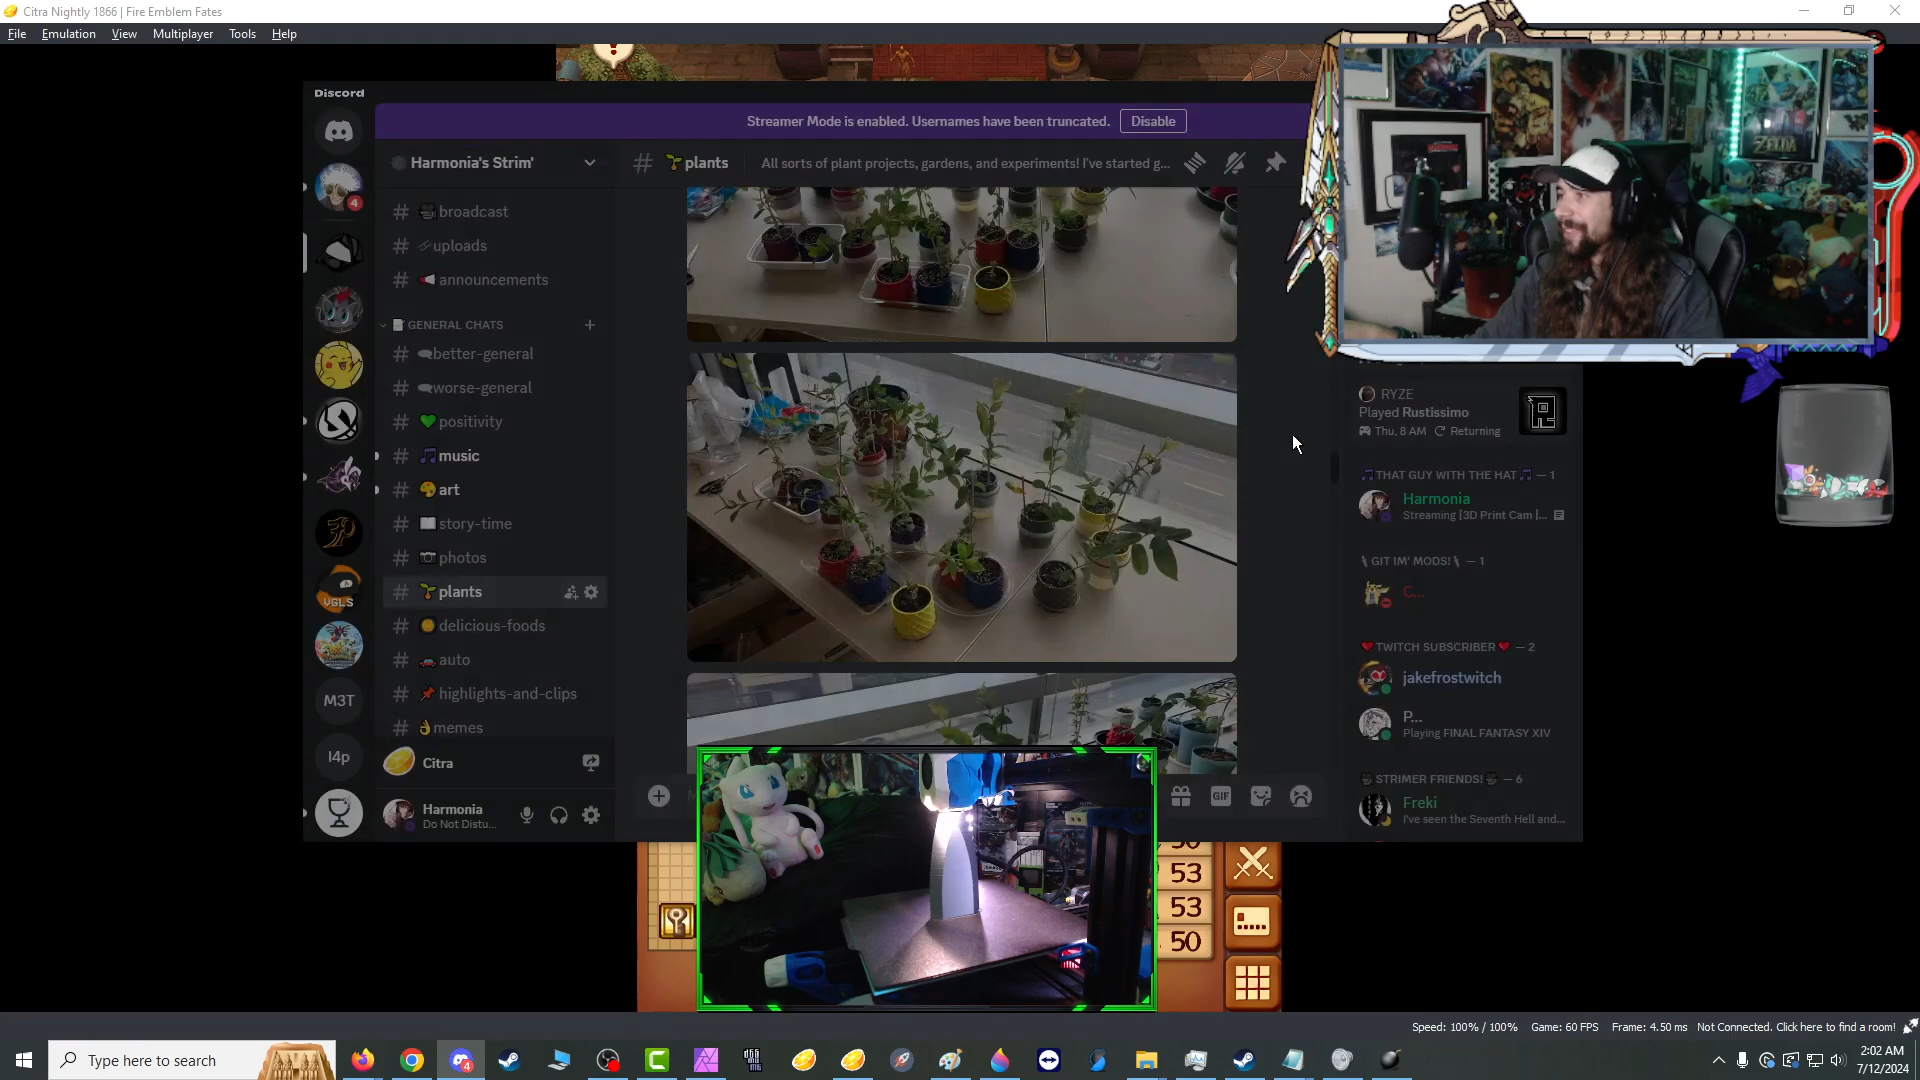 Citra Nightly 1866 | Fire Emblem Fates
File Emulation View Multiplayer Tools Help
Discord
Streamer Mode is enabled. Usernames have been truncated. Disable
Harmonia's Strim'
plants
All sorts of plant projects, gardens, and experiments! I've started g...
broadcast
uploads
announcements
GENERAL CHATS
better-general
worse-general
positivity
music
art
story-time
photos
plants
delicious-foods
auto
highlights-and-clips
memes
Citra
Harmonia
Do Not Distu...
4
VGLS
M3T
I4p
GIF
RYZE
Played Rustissimo
Thu, 8 AM Returning
THAT GUY WITH THE HAT — 1
Harmonia
Streaming [3D Print Cam |...
GIT IM' MODS! — 1
C...
TWITCH SUBSCRIBER — 2
jakefrostwitch
P...
Playing FINAL FANTASY XIV
STRIMER FRIENDS! — 6
Freki
I've seen the Seventh Hell and...
ZELDA
50
53
53
50
Speed: 100% / 100% Game: 60 FPS Frame: 4.50 ms Not Connected. Click here to find a room!
Type here to search
4
2:02 AM
7/12/2024